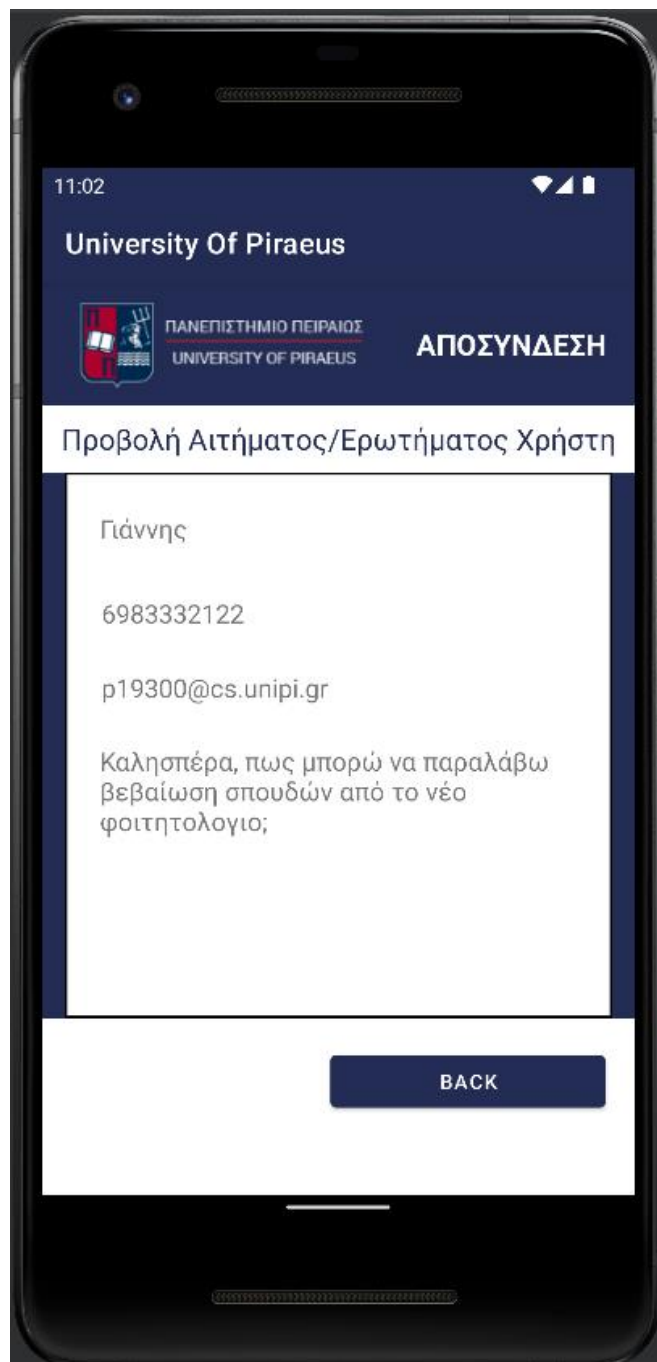 11:02
University Of Piraeus
ΠΑΝΕΠΙΣΤΗΜΙΟ ΠΕΙΡΑΙΩΣ
UNIVERSITY OF PIRAEUS
ΑΠΟΣΥΝΔΕΣΗ
Προβολή Αιτήματος/Ερωτήματος Χρήστη
Γιάννης
6983332122
p19300@cs.unipi.gr
Καλησπέρα, πως μπορώ να παραλάβω
βεβαίωση σπουδών από το νέο
φοιτητολογιο;
BACK